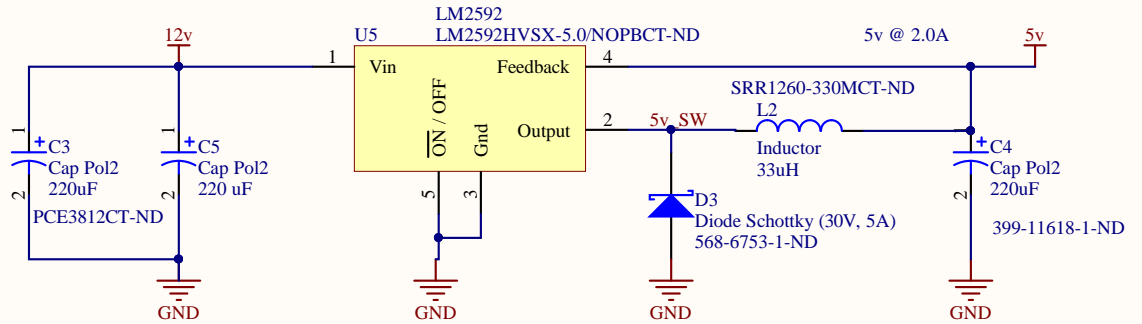 LM2592
U5
LM2592HVSX-5.0/NOPBCT-ND
12v
5v @ 2.0A
5v
1
Vin
Feedback
4
ON / OFF
Gnd
Output
2
5v_SW
SRR1260-330MCT-ND
L2
Inductor
33uH
1
C3
Cap Pol2
220uF
2
PCE3812CT-ND
1
C5
Cap Pol2
220 uF
2
5
3
D3
Diode Schottky (30V, 5A)
568-6753-1-ND
C4
Cap Pol2
220uF
2
399-11618-1-ND
GND
GND
GND
GND